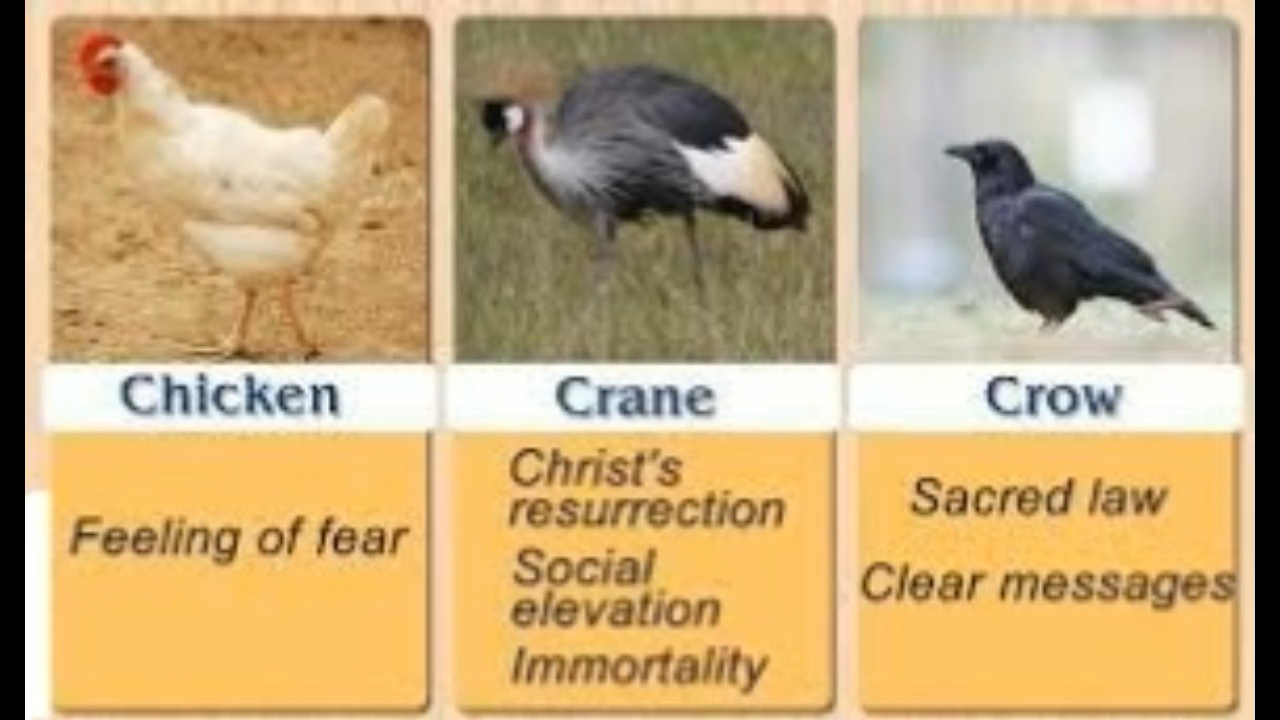 Chicken
Crane
Crow
Feeling of fear
Christ's
resurrection
Social
elevation
Immortality
Sacred law
Clear messages